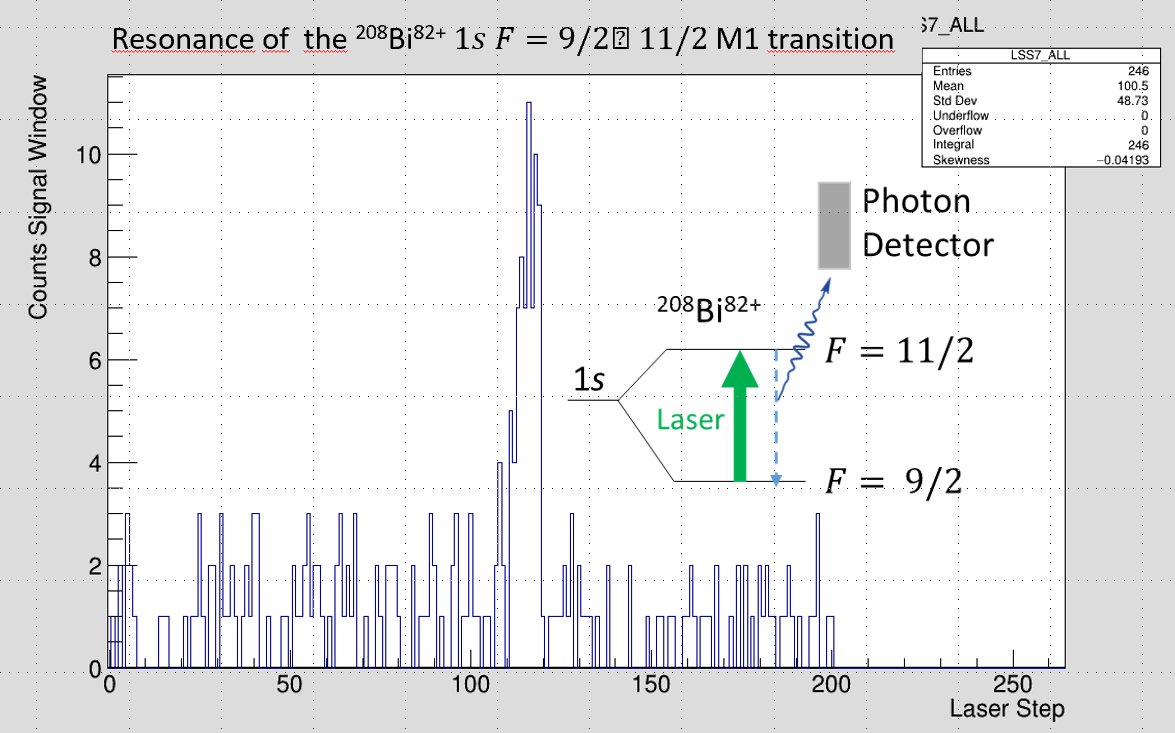 Resonance of the ²⁰⁸Bi⁸²⁺ 1s F = 9/2⍰ 11/2 M1 transition
S7_ALL
LSS7_ALL
Entries 246
Mean 100.5
Std Dev 48.73
Underflow 0
Overflow 0
Integral 246
Skewness −0.04193
Counts Signal Window
10
8
6
4
2
0
Photon
Detector
²⁰⁸Bi⁸²⁺
F = 11/2
1s
Laser
F = 9/2
0 50 100 150 200 250
Laser Step